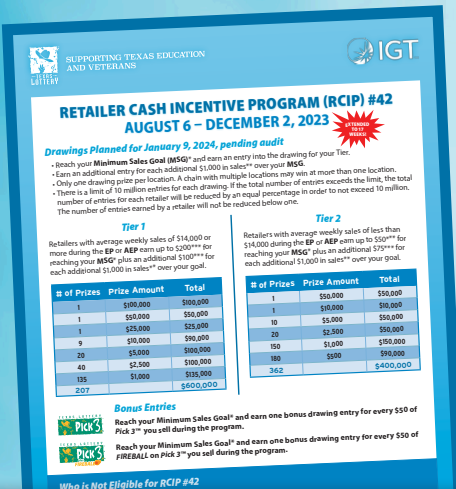 TEXAS LOTTERY
SUPPORTING TEXAS EDUCATION
AND VETERANS
IGT
RETAILER CASH INCENTIVE PROGRAM (RCIP) #42
AUGUST 6 – DECEMBER 2, 2023
EXTENDED
TO 17
WEEKS!
Drawings Planned for January 9, 2024, pending audit
• Reach your Minimum Sales Goal (MSG)* and earn an entry into the drawing for your Tier.
• Earn an additional entry for each additional $1,000 in sales** over your MSG.
• Only one drawing prize per location. A chain with multiple locations may win at more than one location.
• There is a limit of 10 million entries for each drawing. If the total number of entries exceeds the limit, the total
number of entries for each retailer will be reduced by an equal percentage in order to not exceed 10 million.
The number of entries earned by a retailer will not be reduced below one.
Tier 1
Retailers with average weekly sales of $14,000 or
more during the EP or AEP earn up to $200*** for
reaching your MSG* plus an additional $100*** for
each additional $1,000 in sales** over your goal.
# of Prizes Prize Amount Total
1 $100,000 $100,000
1 $50,000 $50,000
1 $25,000 $25,000
9 $10,000 $90,000
20 $5,000 $100,000
40 $2,500 $100,000
135 $1,000 $135,000
207 $600,000
Tier 2
Retailers with average weekly sales of less than
$14,000 during the EP or AEP earn up to $50*** for
reaching your MSG* plus an additional $75*** for
each additional $1,000 in sales** over your goal.
# of Prizes Prize Amount Total
1 $50,000 $50,000
1 $10,000 $10,000
10 $5,000 $50,000
20 $2,500 $50,000
150 $1,000 $150,000
180 $500 $90,000
362 $400,000
Bonus Entries
TEXAS LOTTERY
PICK 3
Reach your Minimum Sales Goal* and earn one bonus drawing entry for every $50 of
Pick 3™ you sell during the program.
TEXAS LOTTERY
PICK 3
FIREBALL
Reach your Minimum Sales Goal* and earn one bonus drawing entry for every $50 of
FIREBALL on Pick 3™ you sell during the program.
Who is Not Eligible for RCIP #42